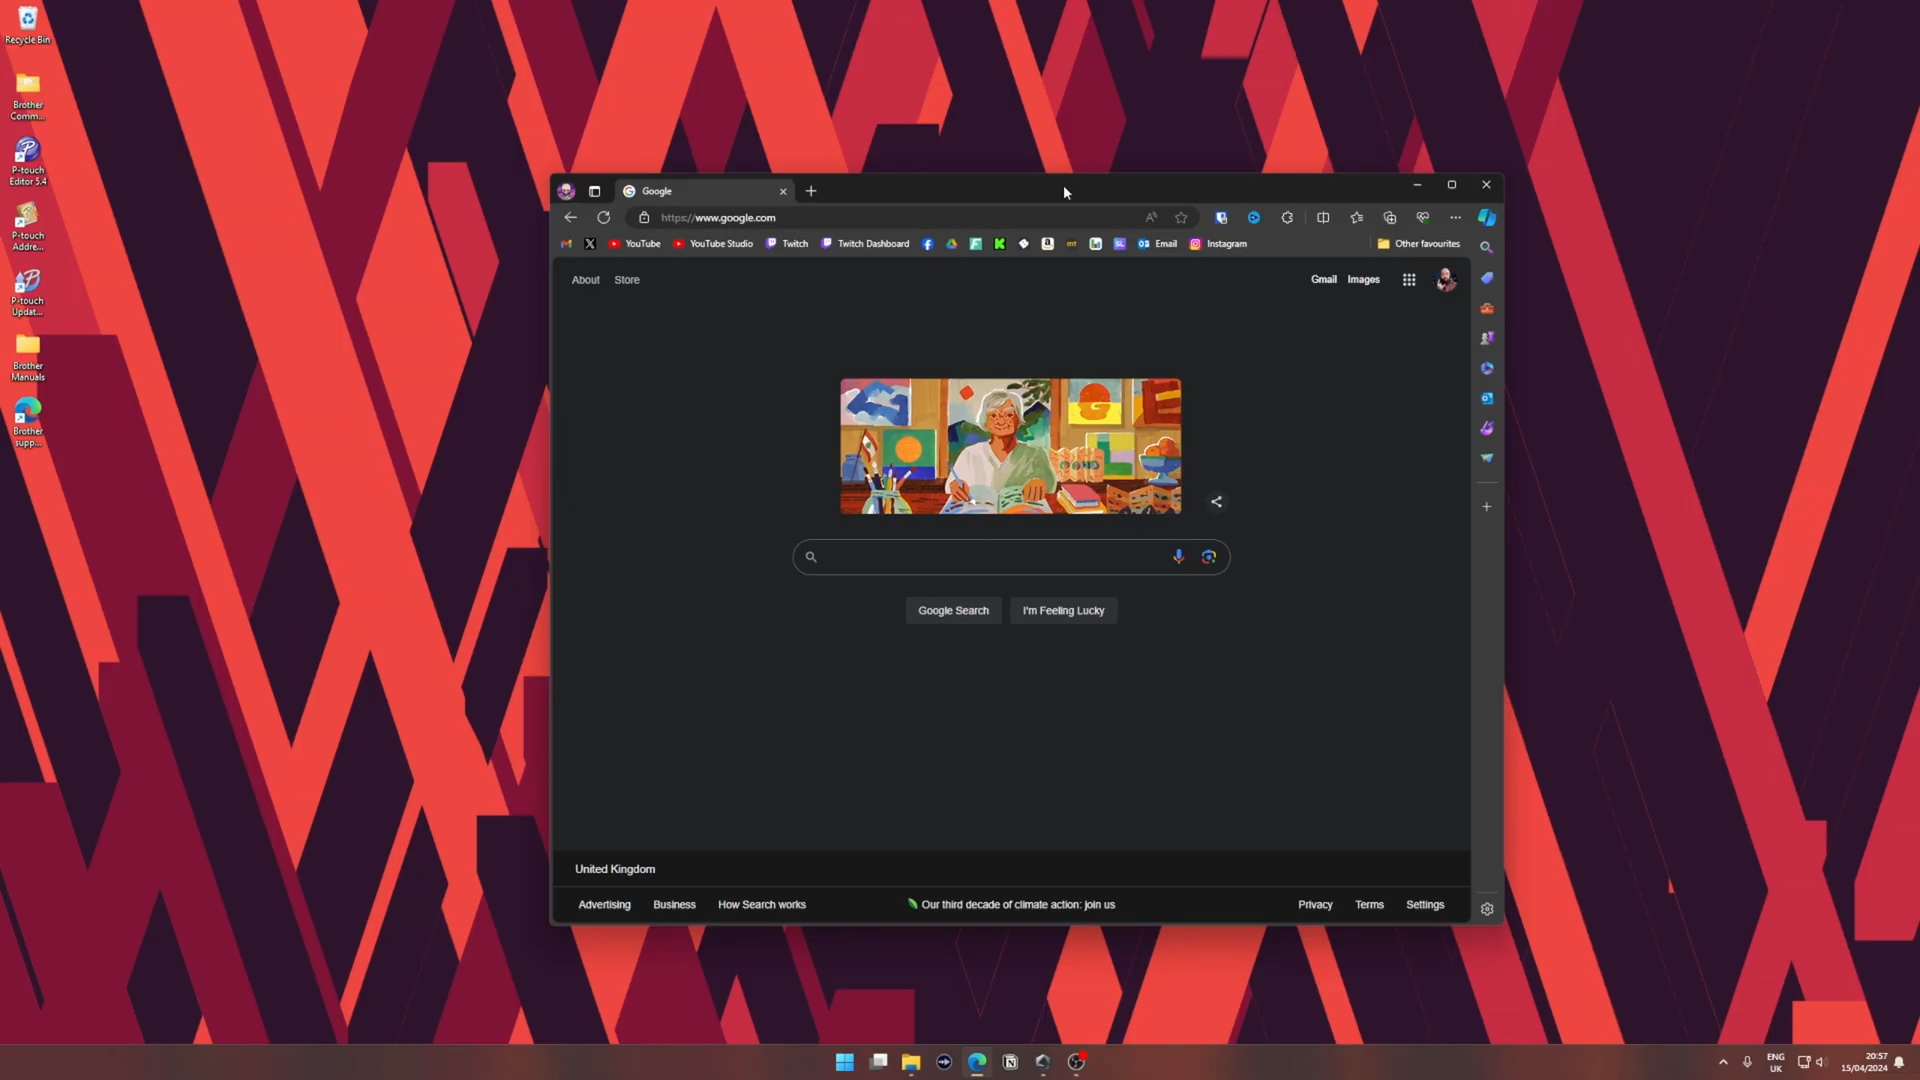 Recycle Bin
Brother
Comm...
P-touch
Editor 5.4
P-touch
Addre...
P-touch
Updat...
Brother
Manuals
Brother
supp...
Google
https://www.google.com
YouTube
YouTube Studio
Twitch
Twitch Dashboard
Email
Instagram
Other favourites
About
Store
Gmail
Images
Google Search
I'm Feeling Lucky
United Kingdom
Advertising
Business
How Search works
Our third decade of climate action: join us
Privacy
Terms
Settings
ENG
UK
20:57
15/04/2024